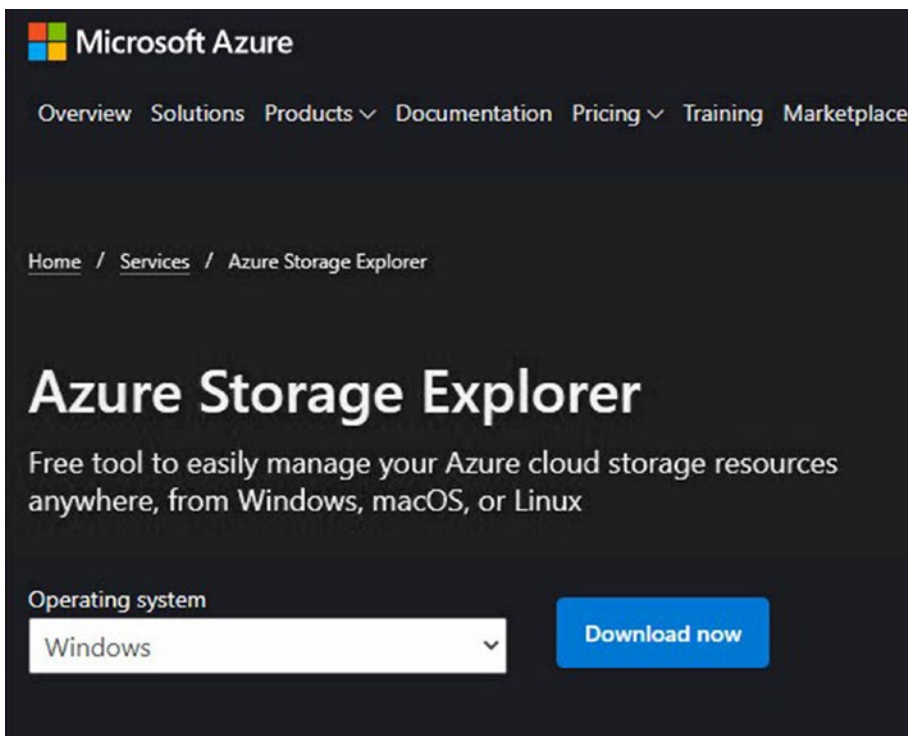 Microsoft Azure
Overview Solutions Products Documentation Pricing Training Marketplace
Home / Services / Azure Storage Explorer
Azure Storage Explorer
Free tool to easily manage your Azure cloud storage resources
anywhere, from Windows, macOS, or Linux
Operating system
Windows
Download now